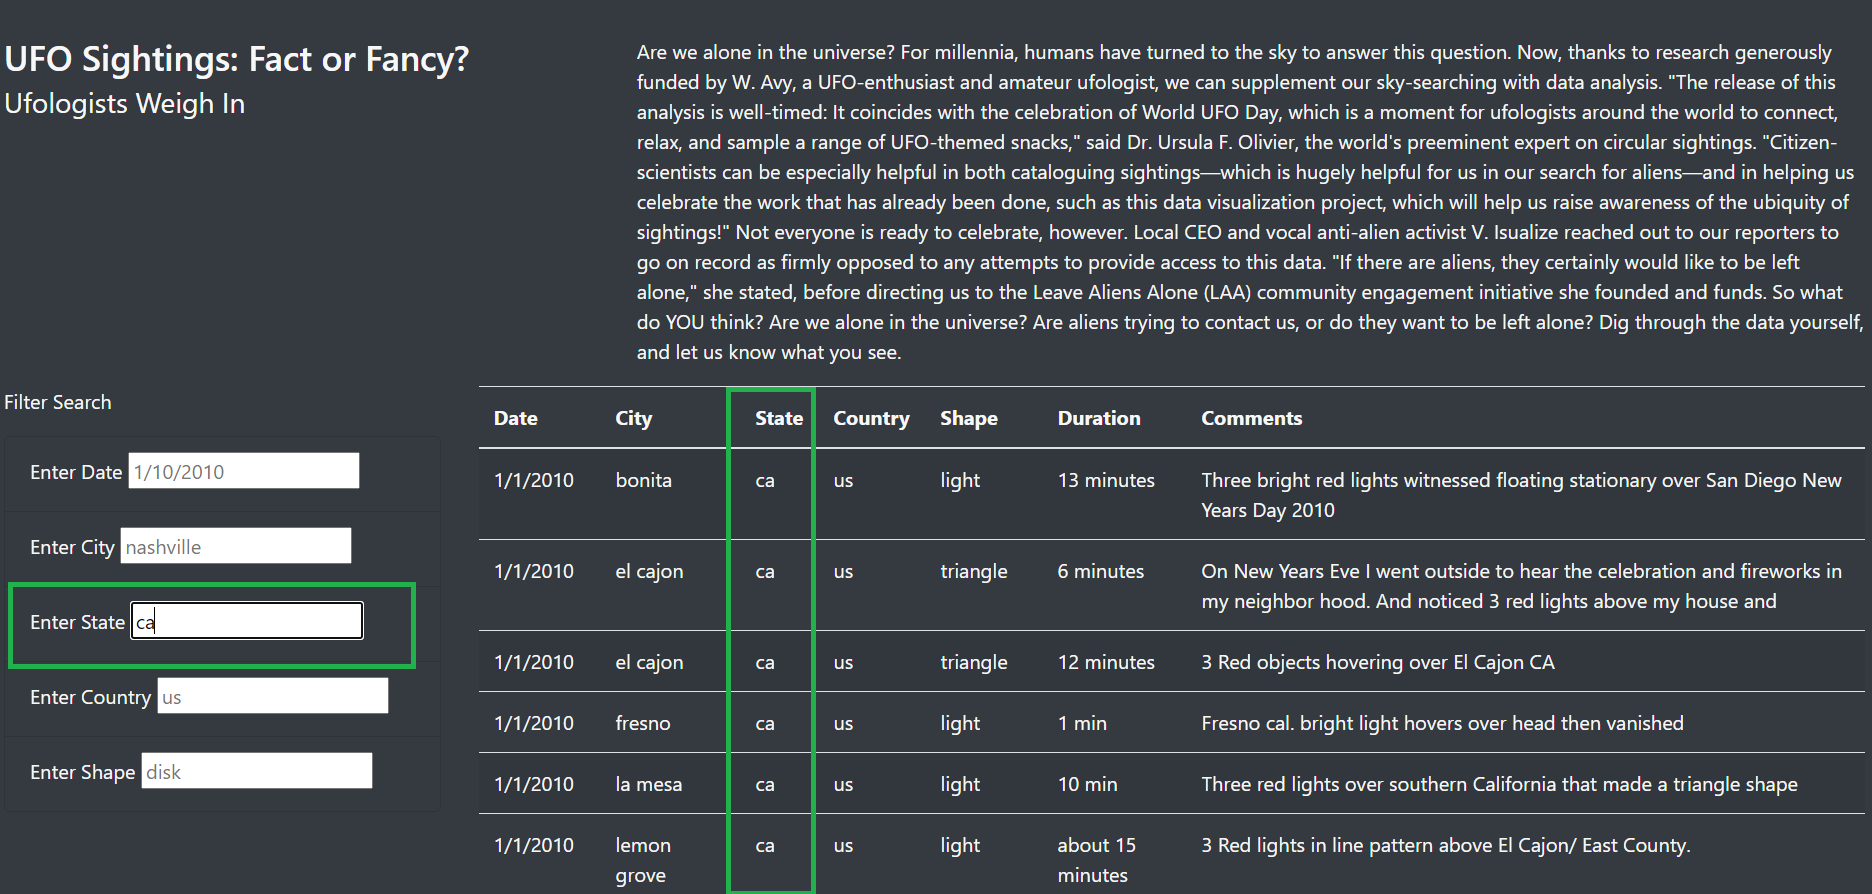 UFO Sightings: Fact or Fancy?
Ufologists Weigh In
Are we alone in the universe? For millennia, humans have turned to the sky to answer this question. Now, thanks to research generously
funded by W. Avy, a UFO-enthusiast and amateur ufologist, we can supplement our sky-searching with data analysis. "The release of this
analysis is well-timed: It coincides with the celebration of World UFO Day, which is a moment for ufologists around the world to connect,
relax, and sample a range of UFO-themed snacks," said Dr. Ursula F. Olivier, the world's preeminent expert on circular sightings. "Citizen-
scientists can be especially helpful in both cataloguing sightings—which is hugely helpful for us in our search for aliens—and in helping us
celebrate the work that has already been done, such as this data visualization project, which will help us raise awareness of the ubiquity of
sightings!" Not everyone is ready to celebrate, however. Local CEO and vocal anti-alien activist V. Isualize reached out to our reporters to
go on record as firmly opposed to any attempts to provide access to this data. "If there are aliens, they certainly would like to be left
alone," she stated, before directing us to the Leave Aliens Alone (LAA) community engagement initiative she founded and funds. So what
do YOU think? Are we alone in the universe? Are aliens trying to contact us, or do they want to be left alone? Dig through the data yourself,
and let us know what you see.
Filter Search
Enter Date 1/10/2010
Enter City nashville
Enter State ca
Enter Country us
Enter Shape disk
Date City State Country Shape Duration Comments
1/1/2010 bonita ca us light 13 minutes Three bright red lights witnessed floating stationary over San Diego New
Years Day 2010
1/1/2010 el cajon ca us triangle 6 minutes On New Years Eve I went outside to hear the celebration and fireworks in
my neighbor hood. And noticed 3 red lights above my house and
1/1/2010 el cajon ca us triangle 12 minutes 3 Red objects hovering over El Cajon CA
1/1/2010 fresno ca us light 1 min Fresno cal. bright light hovers over head then vanished
1/1/2010 la mesa ca us light 10 min Three red lights over southern California that made a triangle shape
1/1/2010 lemon ca us light about 15 3 Red lights in line pattern above El Cajon/ East County.
grove minutes